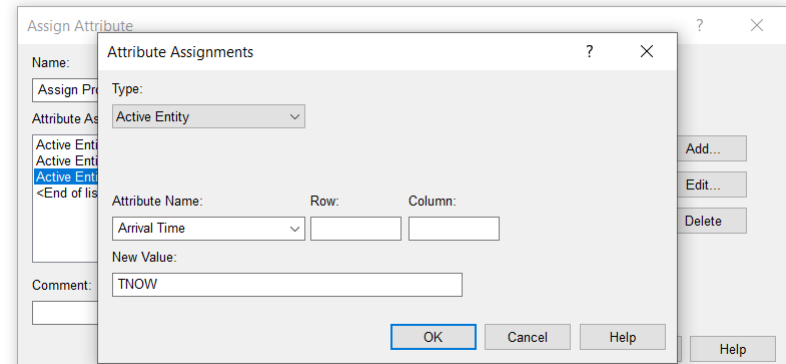 Assign Attribute
?
Attribute Assignments
?
Name:
Assign Pr
Type:
Active Entity
Attribute As
Active Enti
Active Enti
Active Enti
<End of lis
Add...
Edit...
Delete
Attribute Name:
Row:
Column:
Arrival Time
New Value:
TNOW
Comment:
OK
Cancel
Help
Help